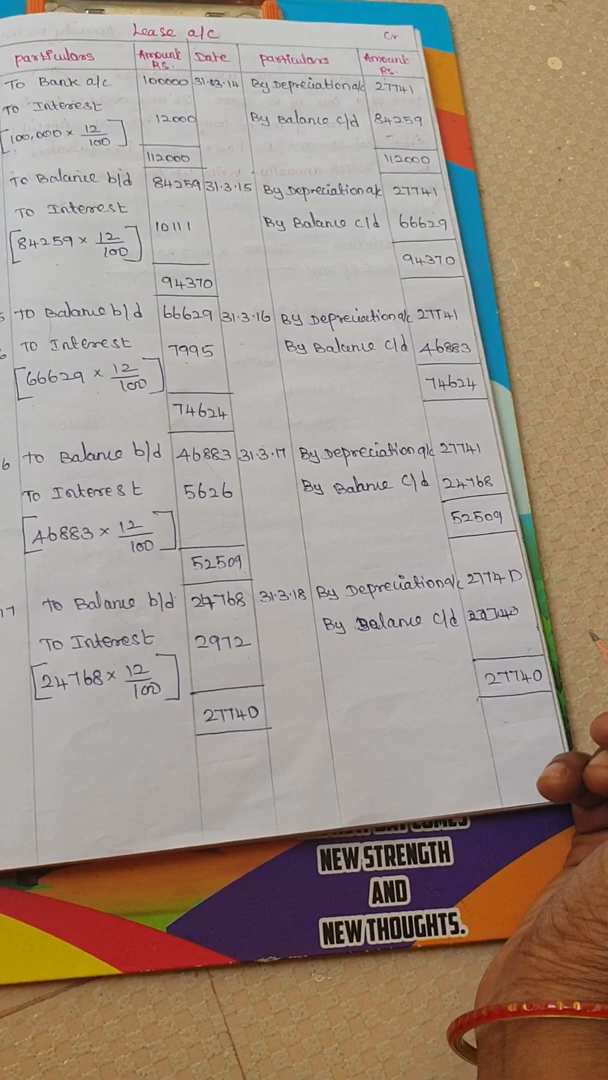 Lease a/c
Cr
particulars Amount Rs. Date particulars Amount Rs.
To Bank a/c 100000 31.03.14 By Depreciation a/c 27741
To Interest 12000 By Balance c/d 84259
[100,000 × 12/100]
112000 112000
To Balance b/d 84259 31.3.15 By Depreciation a/c 27741
To Interest 10111 By Balance c/d 66629
[84259 × 12/100]
94370 94370
5 To Balance b/d 66629 31.3.16 By Depreciation a/c 27741
To Interest 7995 By Balance c/d 46883
[66629 × 12/100]
74624 74624
6 To Balance b/d 46883 31.3.17 By Depreciation a/c 27741
To Interest 5626 By Balance c/d 24768
[46883 × 12/100]
52509 52509
17 To Balance b/d 24768 31.3.18 By Depreciation a/c 27740
To Interest 2972 By Balance c/d
[24768 × 12/100]
27740 27740
NEW STRENGTH
AND
NEW THOUGHTS.